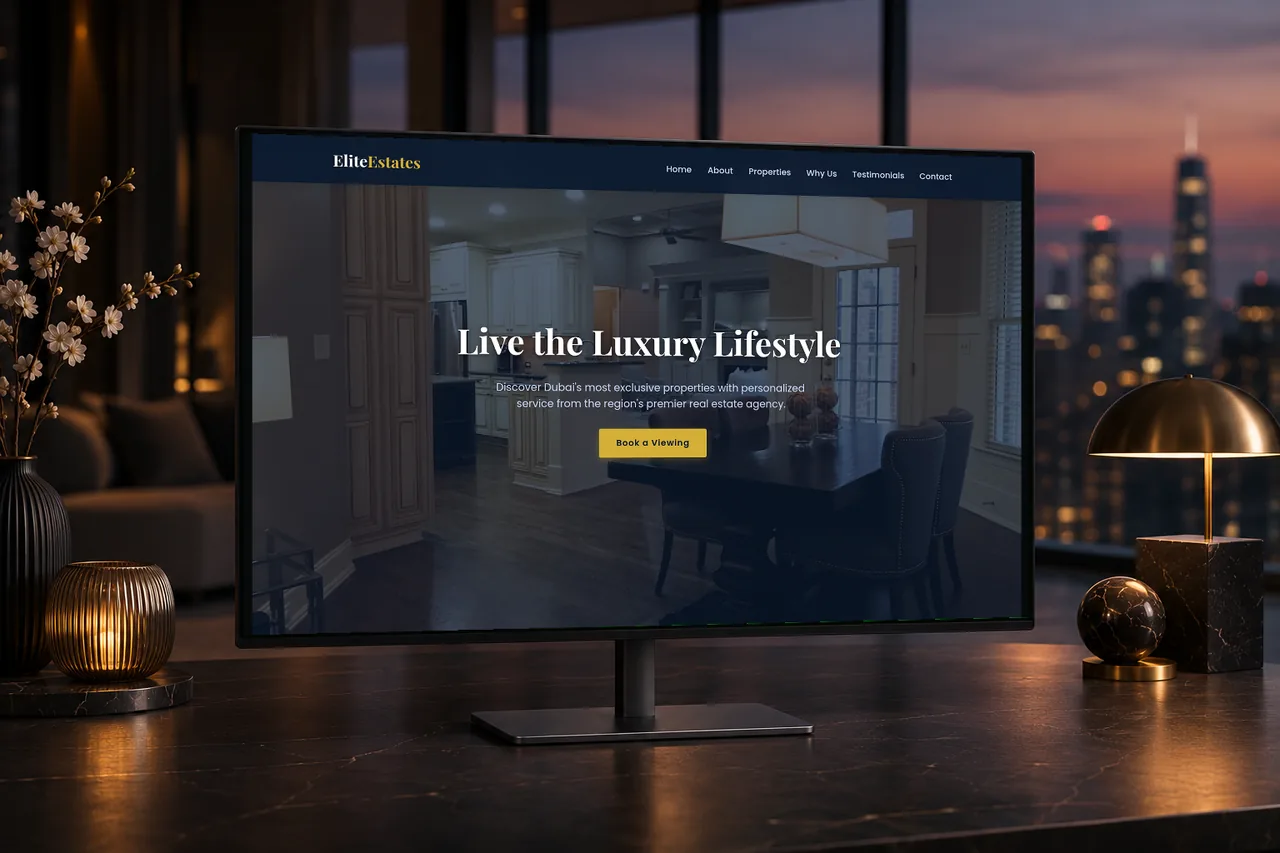 EliteEstates
Home About Properties Why Us Testimonials Contact
Live the Luxury Lifestyle
Discover Dubai's most exclusive properties with personalized
service from the region's premier real estate agency.
Book a Viewing